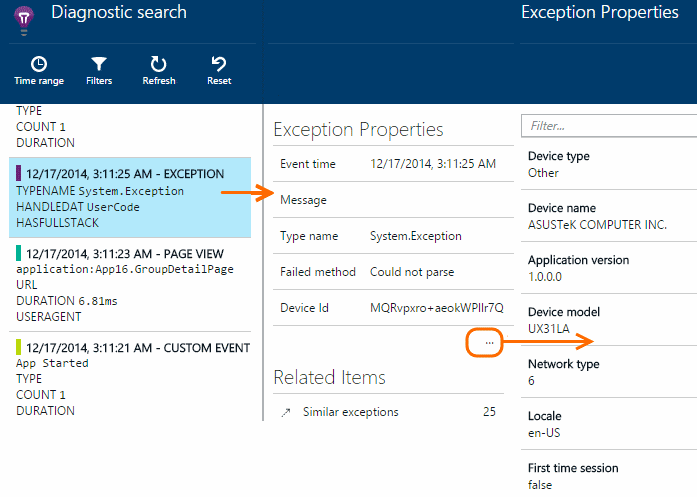 Diagnostic search
Time range
Filters
Refresh
Reset
TYPE
COUNT 1
DURATION
12/17/2014, 3:11:25 AM - EXCEPTION
TYPENAME System.Exception
HANDLEDAT UserCode
HASFULLSTACK
12/17/2014, 3:11:23 AM - PAGE VIEW
application:App16.GroupDetailPage
URL
DURATION 6.81ms
USERAGENT
12/17/2014, 3:11:21 AM - CUSTOM EVENT
App Started
TYPE
COUNT 1
DURATION
Exception Properties
Event time 12/17/2014, 3:11:25 AM
Message
Type name System.Exception
Failed method Could not parse
Device Id MQRvpxro+aeokWPIIr7Q
...
Related Items
Similar exceptions 25
Exception Properties
Filter...
Device type
Other
Device name
ASUSTeK COMPUTER INC.
Application version
1.0.0.0
Device model
UX31LA
Network type
6
Locale
en-US
First time session
false